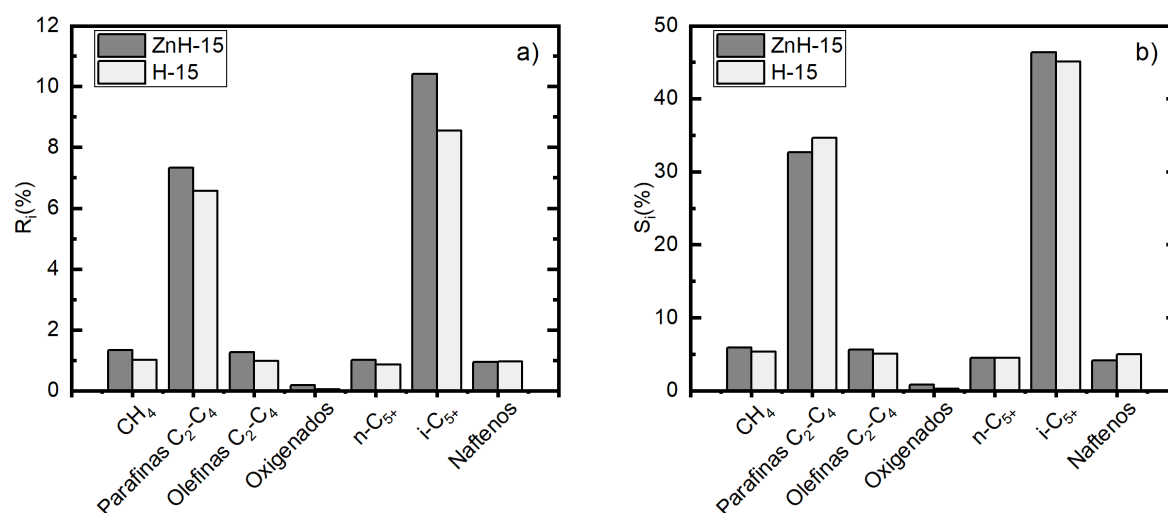 12
10
8
6
4
2
0
R_i(%)
ZnH-15
H-15
a)
CH₄
Parafinas C₂-C₄
Olefinas C₂-C₄
Oxigenados
n-C₅₊
i-C₅₊
Naftenos
50
40
30
20
10
0
S_i(%)
ZnH-15
H-15
b)
CH₄
Parafinas C₂-C₄
Olefinas C₂-C₄
Oxigenados
n-C₅₊
i-C₅₊
Naftenos